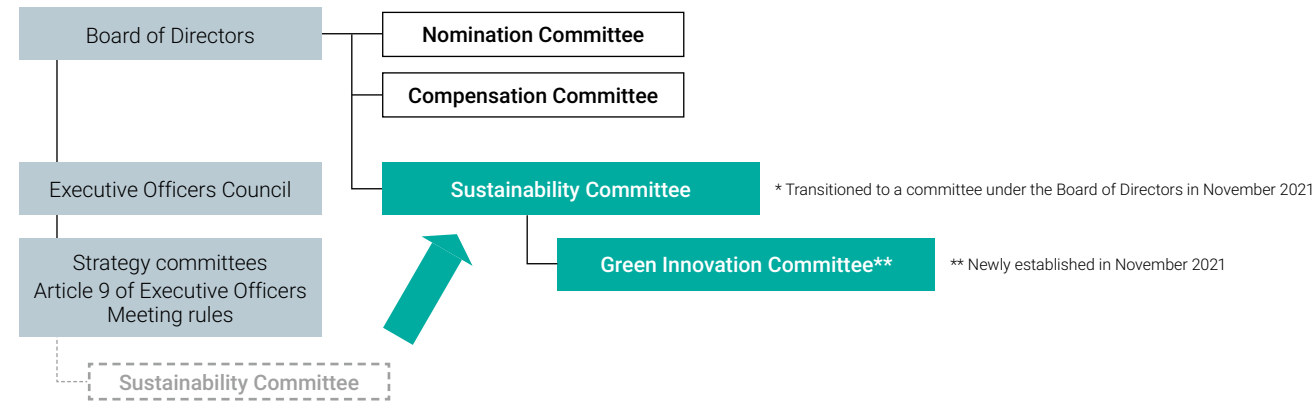 Board of Directors
Nomination Committee
Compensation Committee
Executive Officers Council
Sustainability Committee
* Transitioned to a committee under the Board of Directors in November 2021
Strategy committees
Article 9 of Executive Officers
Meeting rules
Green Innovation Committee**
** Newly established in November 2021
Sustainability Committee